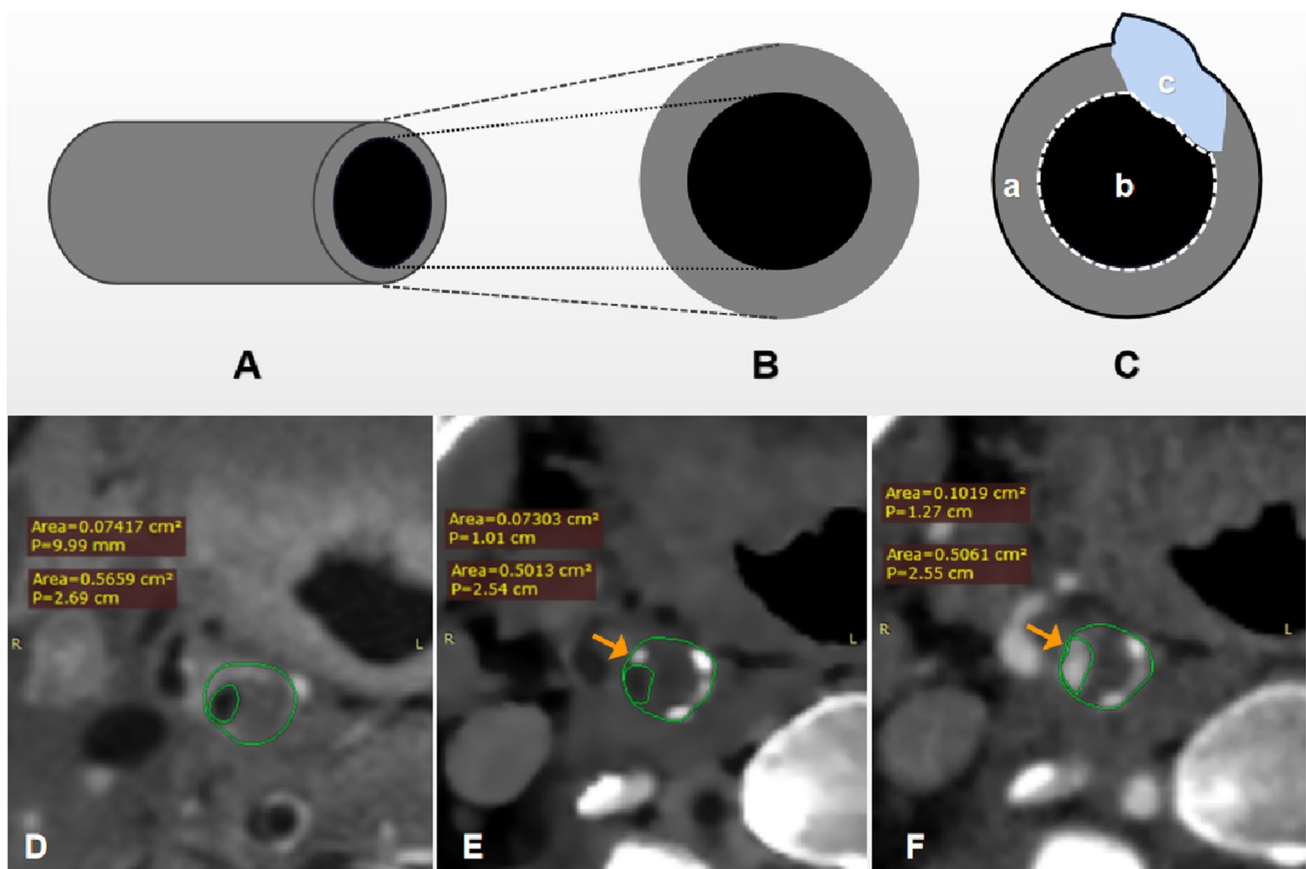 c
a
b
A
B
C
Area=0.07417 cm²
P=9.99 mm
Area=0.5659 cm²
P=2.69 cm
R
L
D
Area=0.07303 cm²
P=1.01 cm
Area=0.5013 cm²
P=2.54 cm
R
L
E
Area=0.1019 cm²
P=1.27 cm
Area=0.5061 cm²
P=2.55 cm
R
L
F